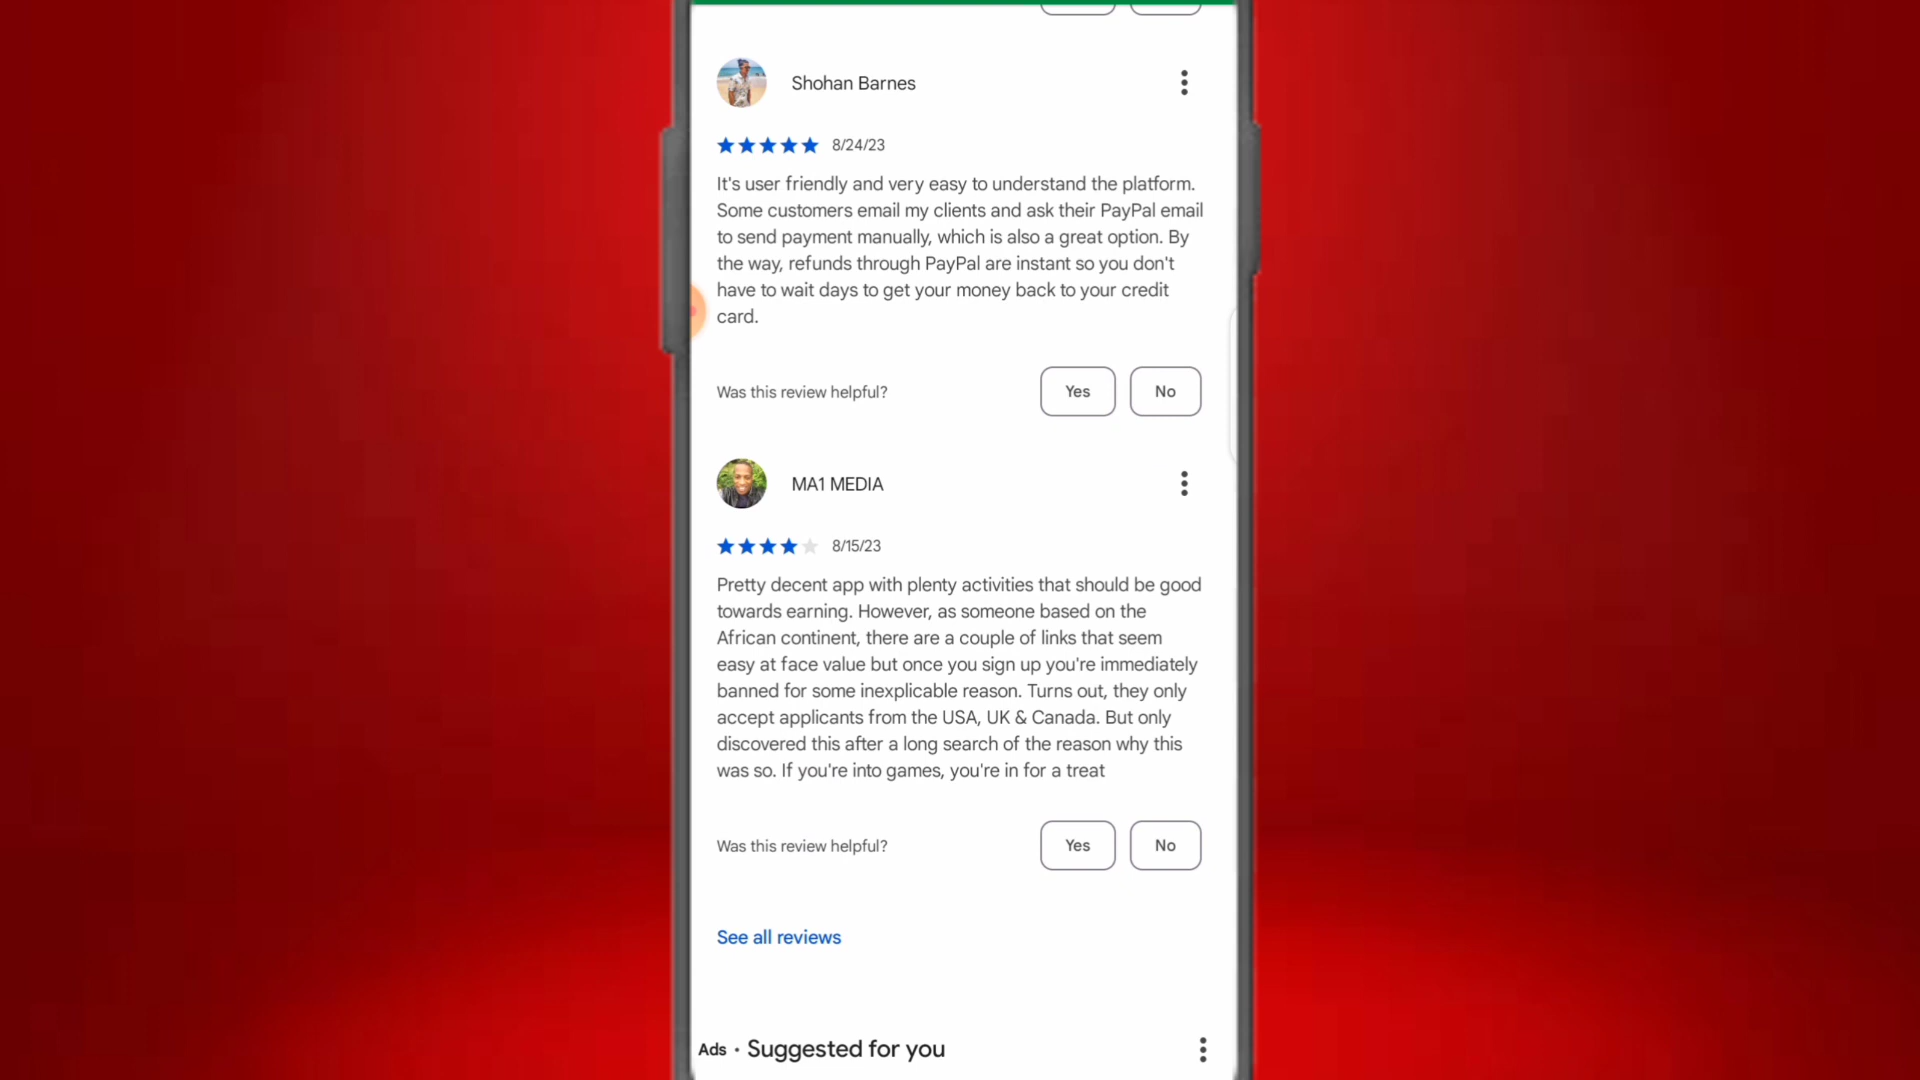 Shohan Barnes
8/24/23
It's user friendly and very easy to understand the platform.
Some customers email my clients and ask their PayPal email
to send payment manually, which is also a great option. By
the way, refunds through PayPal are instant so you don't
have to wait days to get your money back to your credit
card.
Was this review helpful? Yes No
MA1 MEDIA
8/15/23
Pretty decent app with plenty activities that should be good
towards earning. However, as someone based on the
African continent, there are a couple of links that seem
easy at face value but once you sign up you're immediately
banned for some inexplicable reason. Turns out, they only
accept applicants from the USA, UK & Canada. But only
discovered this after a long search of the reason why this
was so. If you're into games, you're in for a treat
Was this review helpful? Yes No
See all reviews
Ads • Suggested for you